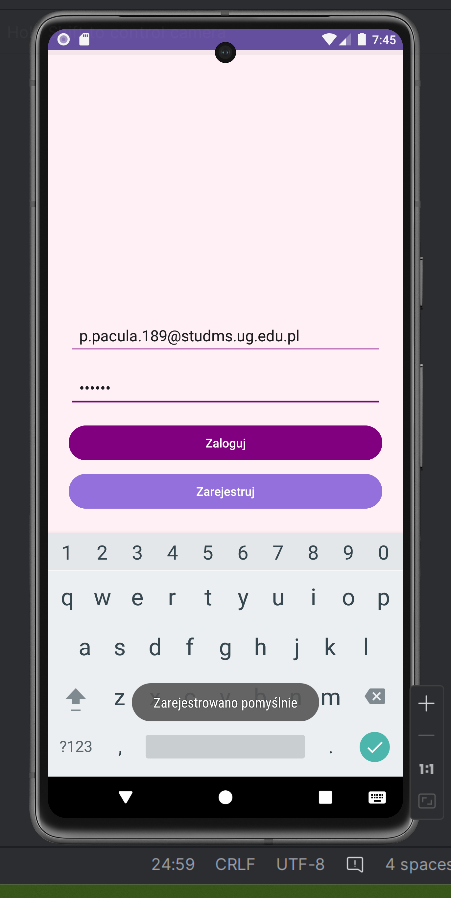 7:45
p.pacula.189@studms.ug.edu.pl
••••••
Zaloguj
Zarejestruj
1 2 3 4 5 6 7 8 9 0
q w e r t y u i o p
a s d f g h j k l
z m
Zarejestrowano pomyślnie
?123 , .
1:1
24:59 CRLF UTF-8 4 spaces